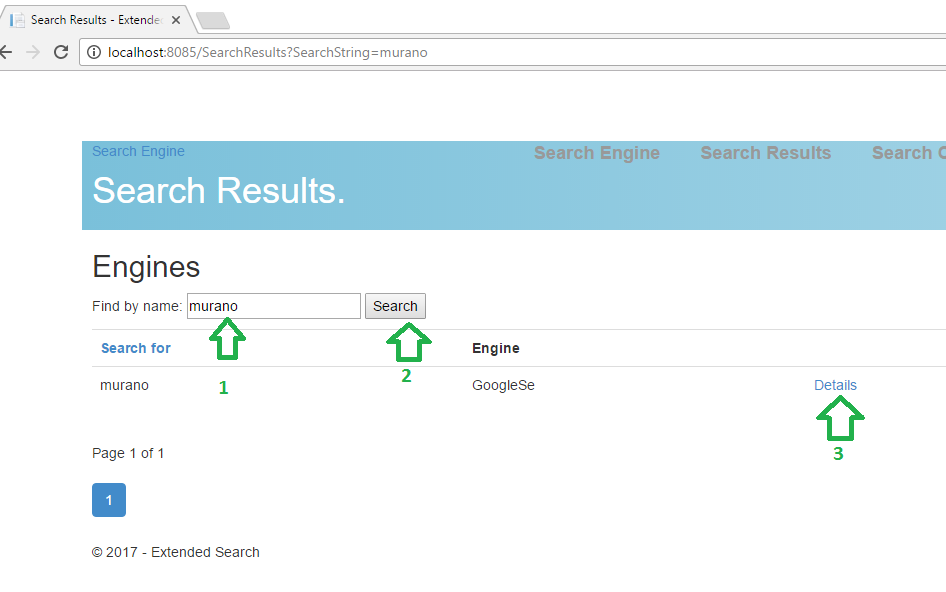 Search Results - Extende
localhost:8085/SearchResults?SearchString=murano
Search Engine Search Engine Search Results Search
Search Results.
Engines
Find by name: murano Search
Search for Engine
murano GoogleSe Details
1 2 3
Page 1 of 1
1
© 2017 - Extended Search